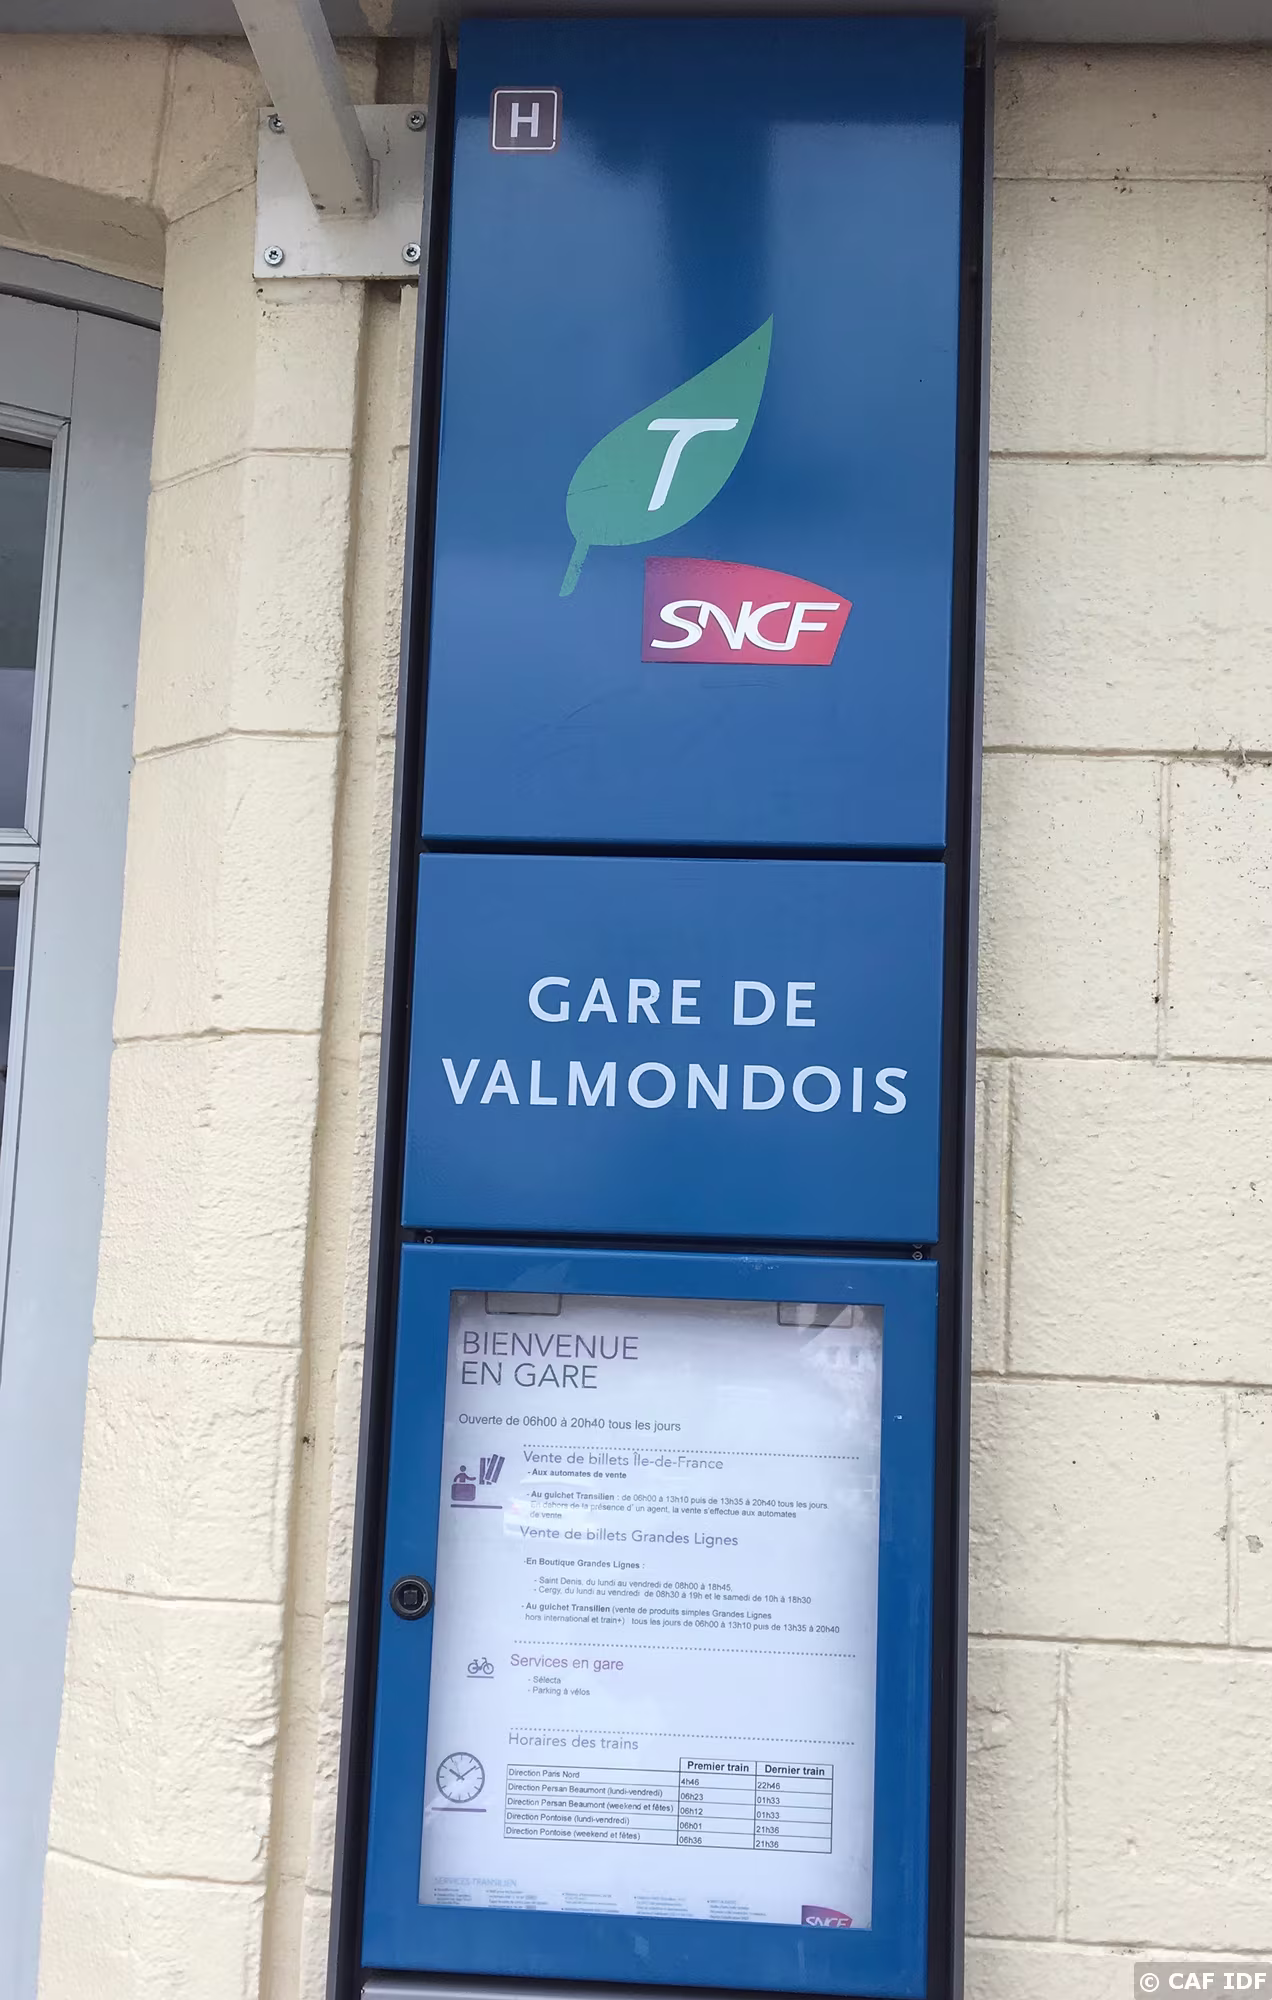 H
T
SNCF
GARE DE
VALMONDOIS
BIENVENUE
EN GARE
Ouverte de 06h00 à 20h40 tous les jours
Vente de billets Île-de-France
- Aux automates de vente
- Au guichet Transilien : de 06h00 à 13h10 puis de 13h35 à 20h40 tous les jours.
En dehors de la présence d'un agent, la vente s'effectue aux automates
de vente
Vente de billets Grandes Lignes
-En Boutique Grandes Lignes :
- Saint Denis, du lundi au vendredi de 08h00 à 18h45,
- Cergy, du lundi au vendredi de 08h30 à 19h et le samedi de 10h à 18h30
- Au guichet Transilien (vente de produits simples Grandes Lignes
hors international et train+) tous les jours de 06h00 à 13h10 puis de 13h35 à 20h40
Services en gare
- Sélecta
- Parking à vélos
Horaires des trains
Premier train Dernier train
Direction Paris Nord 4h46 22h46
Direction Persan Beaumont (lundi-vendredi) 06h23 01h33
Direction Persan Beaumont (weekend et fêtes) 06h12 01h33
Direction Pontoise (lundi-vendredi) 06h01 21h36
Direction Pontoise (weekend et fêtes) 06h36 21h36
SERVICES TRANSILIEN
SNCF
© CAF IDF